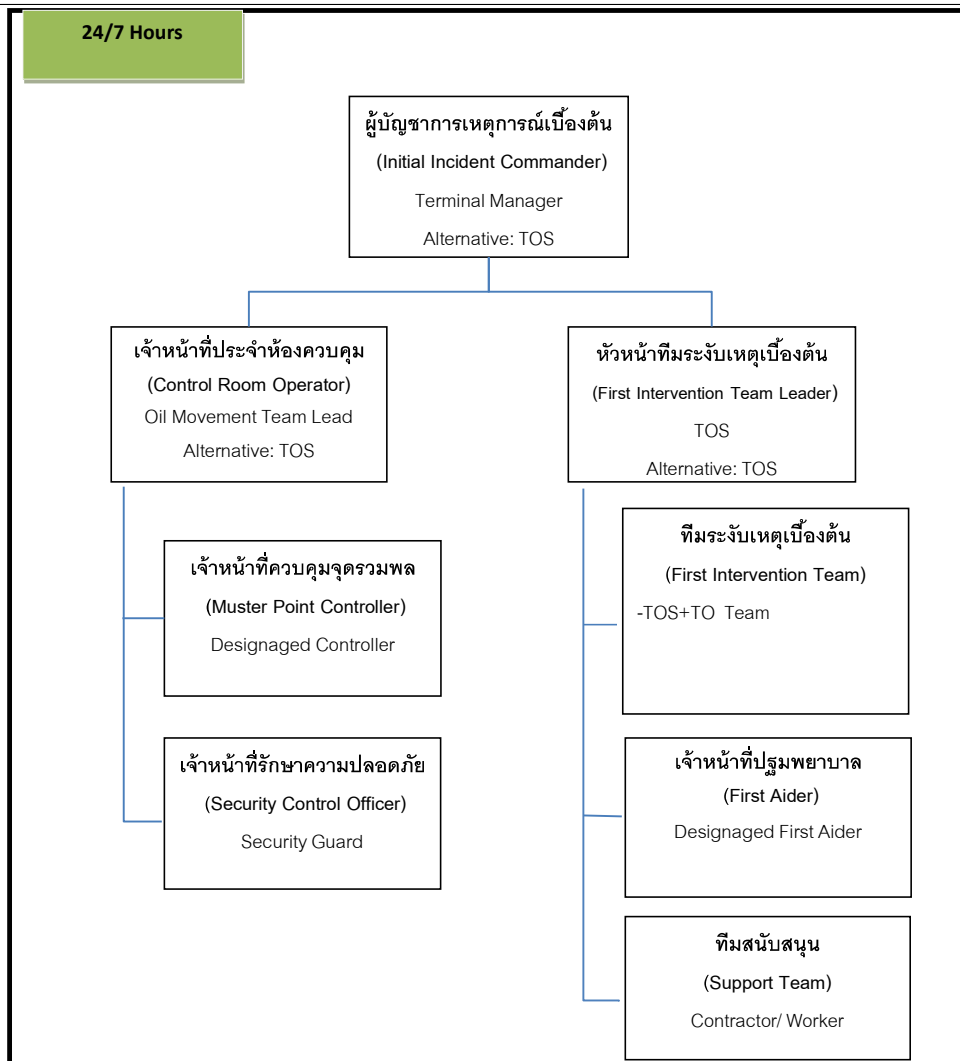 24/7 Hours
ผู้บัญชาการเหตุการณ์เบื้องต้น
(Initial Incident Commander)
Terminal Manager
Alternative: TOS
เจ้าหน้าที่ประจำห้องควบคุม
(Control Room Operator)
Oil Movement Team Lead
Alternative: TOS
เจ้าหน้าที่ควบคุมจุดรวมพล
(Muster Point Controller)
Designaged Controller
เจ้าหน้าที่รักษาความปลอดภัย
(Security Control Officer)
Security Guard
หัวหน้าทีมระงับเหตุเบื้องต้น
(First Intervention Team Leader)
TOS
Alternative: TOS
ทีมระงับเหตุเบื้องต้น
(First Intervention Team)
-TOS+TO Team
เจ้าหน้าที่ปฐมพยาบาล
(First Aider)
Designaged First Aider
ทีมสนับสนุน
(Support Team)
Contractor/ Worker